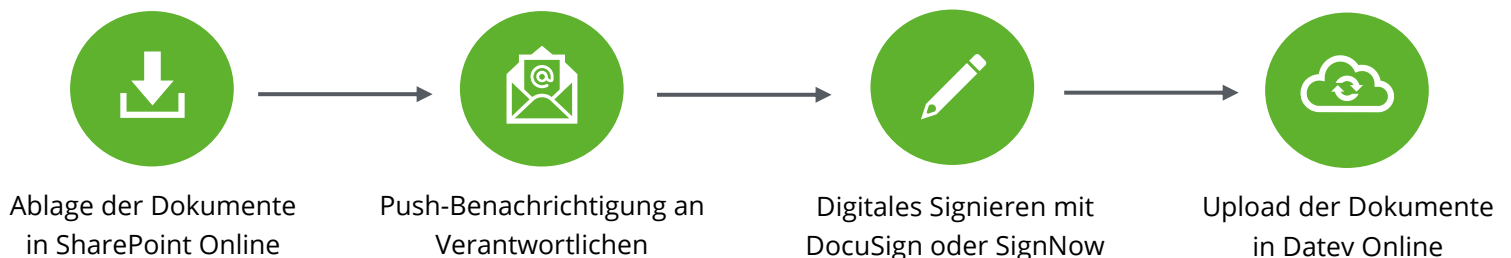 @
Ablage der Dokumente
in SharePoint Online
Push-Benachrichtigung an
Verantwortlichen
Digitales Signieren mit
DocuSign oder SignNow
Upload der Dokumente
in Datev Online